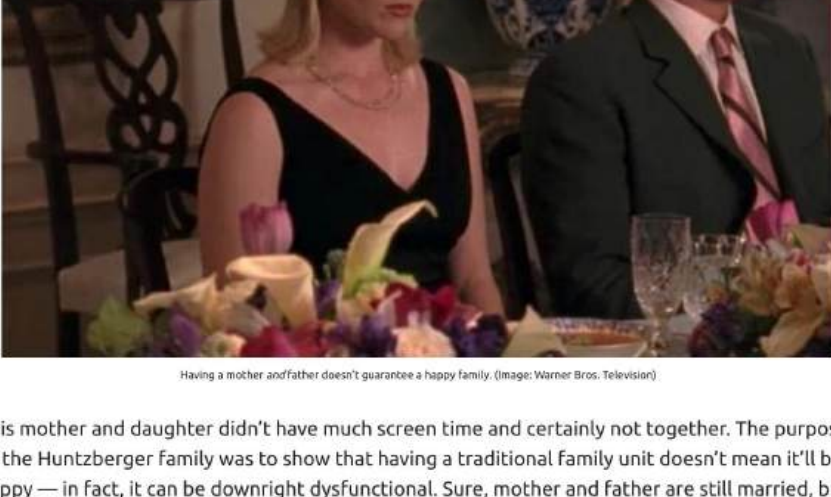 Having a mother and father doesn't guarantee a happy family. (Image: Warner Bros. Television)
is mother and daughter didn't have much screen time and certainly not together. The purpos
the Huntzberger family was to show that having a traditional family unit doesn't mean it'll b
ppy — in fact, it can be downright dysfunctional. Sure, mother and father are still married, b